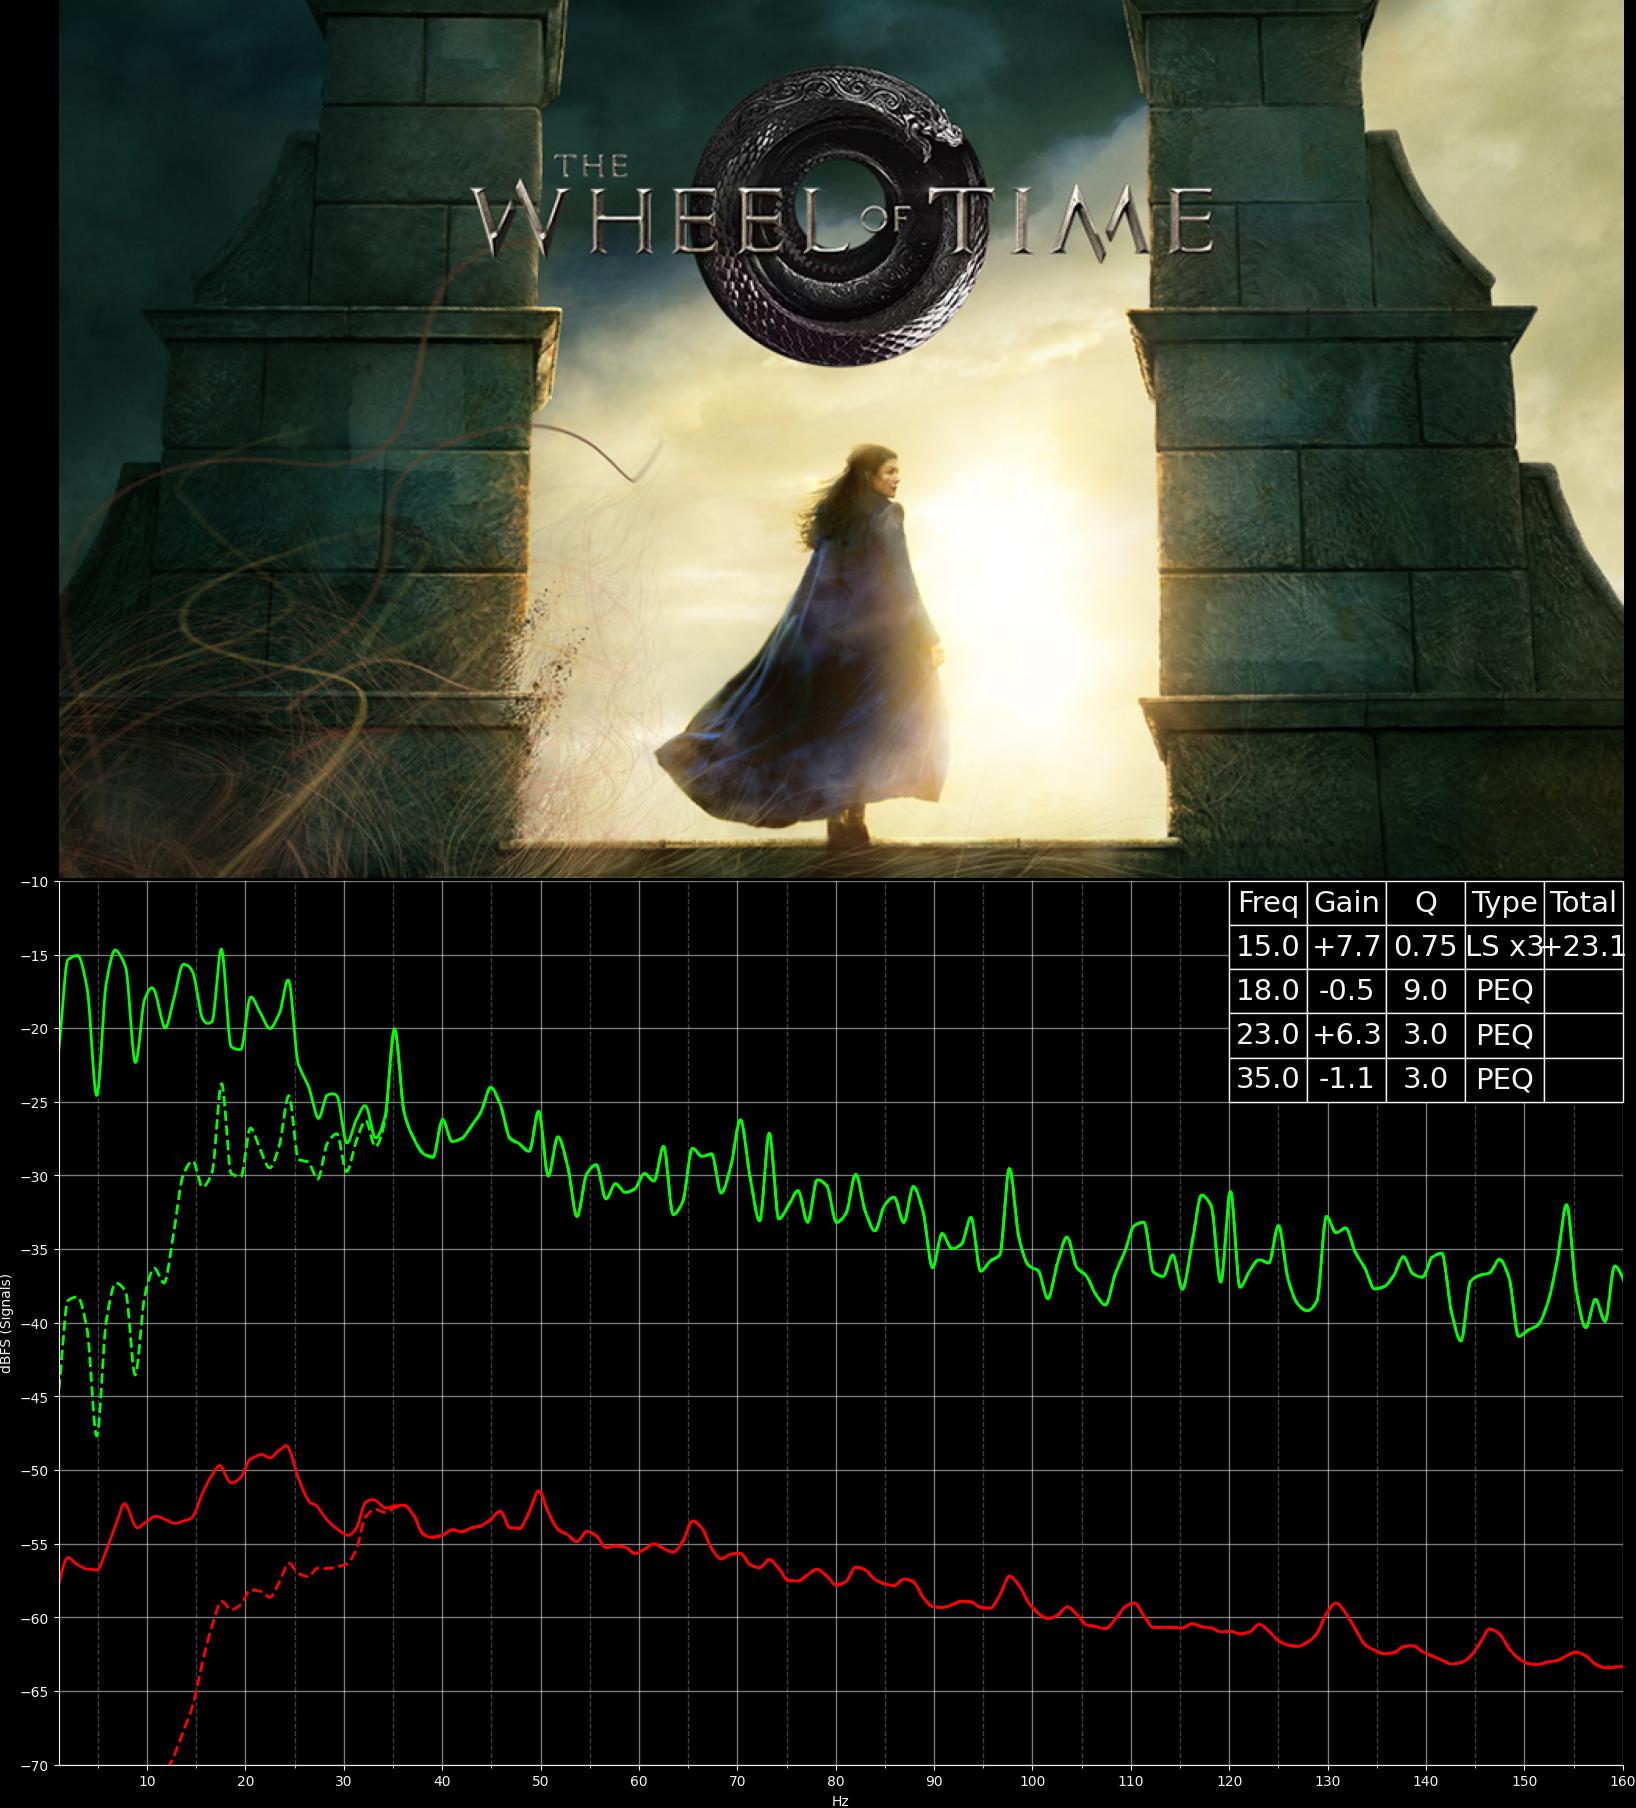 THE
WHEEL OF TIME
Freq Gain Q Type Total
15.0 +7.7 0.75 LS x3 +23.1
18.0 -0.5 9.0 PEQ
23.0 +6.3 3.0 PEQ
35.0 -1.1 3.0 PEQ
−10
−15
−20
−25
−30
−35
−40
−45
−50
−55
−60
−65
−70
dBFS (Signals)
10 20 30 40 50 60 70 80 90 100 110 120 130 140 150 160
Hz